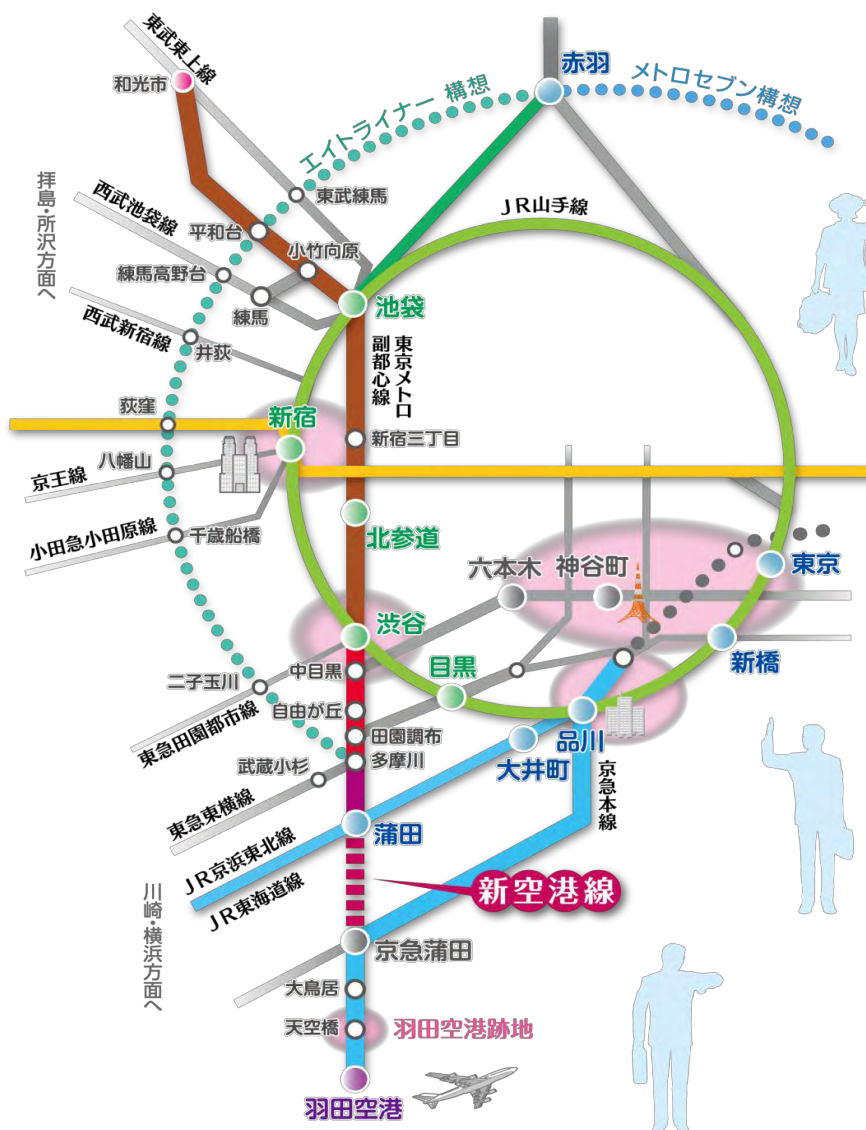 東武東上線
和光市
エイトライナー 構想
赤羽
メトロセブン構想
拝島・所沢方面へ
西武池袋線
東武練馬
JR山手線
平和台
小竹向原
練馬高野台
練馬
池袋
西武新宿線
井荻
東京メトロ
副都心線
荻窪
新宿
新宿三丁目
八幡山
京王線
小田急小田原線
千歳船橋
北参道
六本木
神谷町
東京
渋谷
新橋
中目黒
目黒
二子玉川
自由が丘
東急田園都市線
田園調布
品川
武蔵小杉
多摩川
大井町
京急本線
東急東横線
蒲田
JR京浜東北線
JR東海道線
新空港線
川崎・横浜方面へ
京急蒲田
大鳥居
天空橋
羽田空港跡地
羽田空港